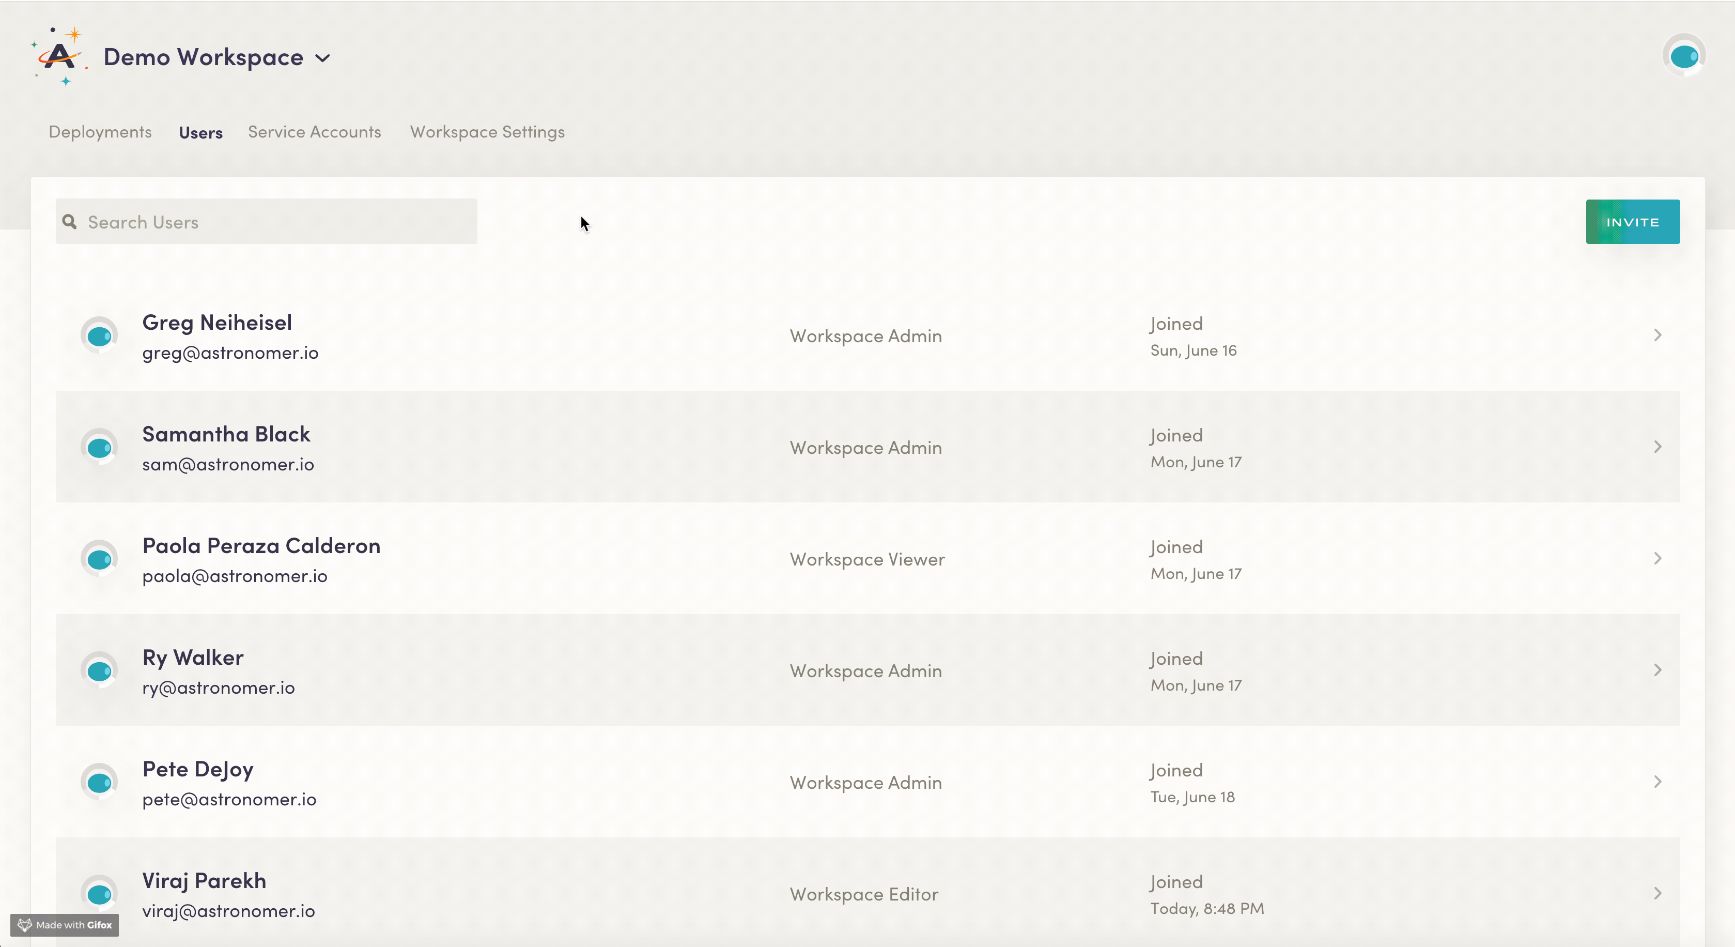 Demo Workspace
Deployments Users Service Accounts Workspace Settings
Search Users
INVITE
Greg Neiheisel
greg@astronomer.io
Workspace Admin
Joined
Sun, June 16
Samantha Black
sam@astronomer.io
Workspace Admin
Joined
Mon, June 17
Paola Peraza Calderon
paola@astronomer.io
Workspace Viewer
Joined
Mon, June 17
Ry Walker
ry@astronomer.io
Workspace Admin
Joined
Mon, June 17
Pete DeJoy
pete@astronomer.io
Workspace Admin
Joined
Tue, June 18
Viraj Parekh
viraj@astronomer.io
Workspace Editor
Joined
Today, 8:48 PM
Made with Gifox